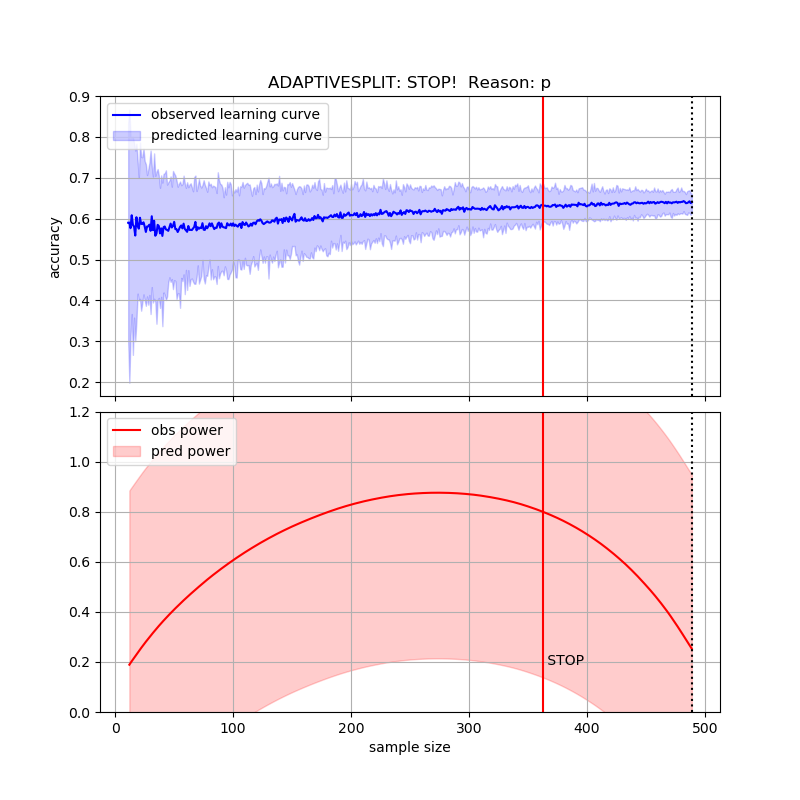 ADAPTIVESPLIT: STOP!  Reason: p
0.9
observed learning curve
predicted learning curve
0.8
0.7
0.6
accuracy
0.5
0.4
0.3
0.2
1.2
obs power
pred power
1.0
0.8
0.6
0.4
0.2
STOP
0.0
0 100 200 300 400 500
sample size